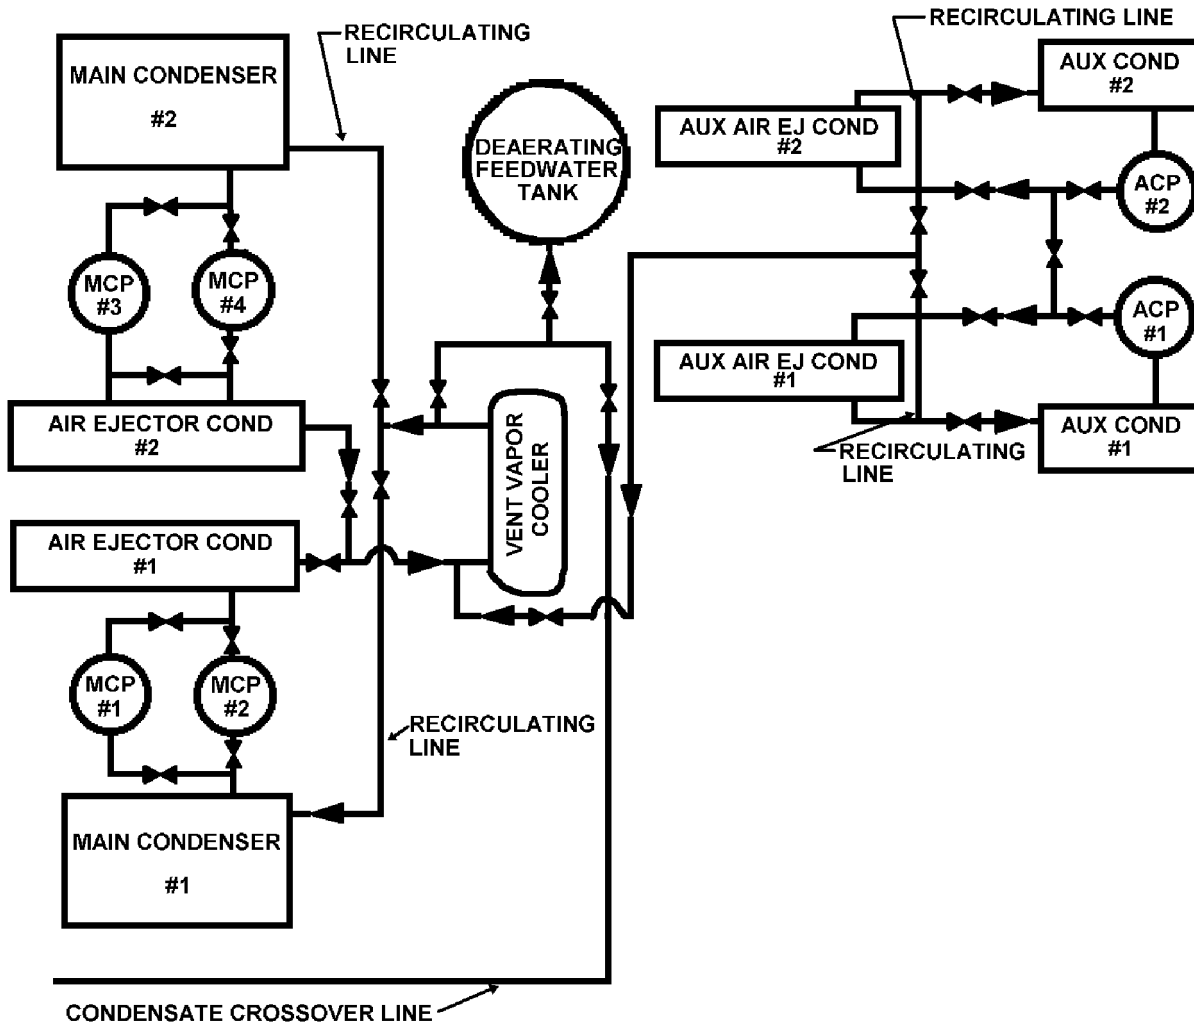 RECIRCULATING
LINE
RECIRCULATING LINE
MAIN CONDENSER
#2
AUX COND
#2
AUX AIR EJ COND
#2
DEAERATING
FEEDWATER
TANK
ACP
#2
MCP
#3
MCP
#4
ACP
#1
AUX AIR EJ COND
#1
AIR EJECTOR COND
#2
AUX COND
#1
RECIRCULATING
LINE
VENT VAPOR
COOLER
AIR EJECTOR COND
#1
MCP
#1
MCP
#2
RECIRCULATING
LINE
MAIN CONDENSER
#1
CONDENSATE CROSSOVER LINE